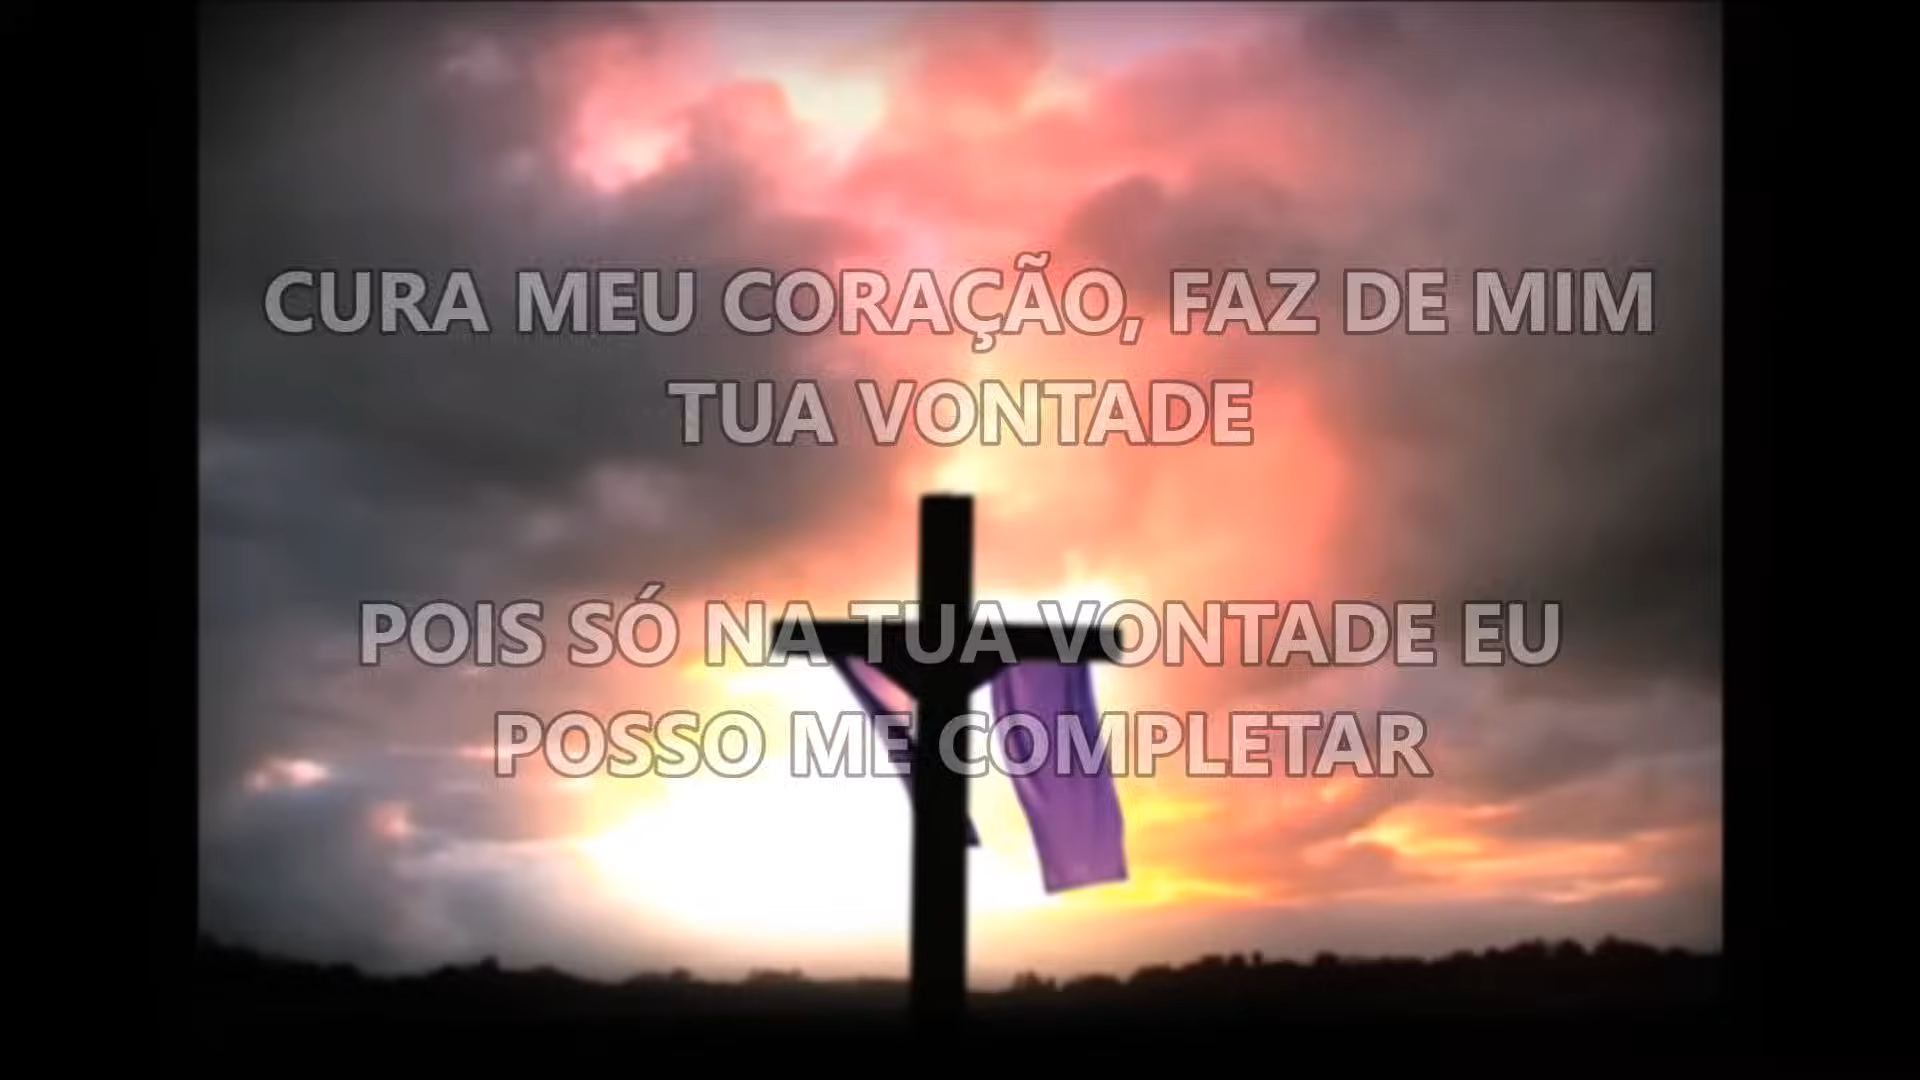 CURA MEU CORAÇÃO, FAZ DE MIM
TUA VONTADE
POIS SÓ NA TUA VONTADE EU
POSSO ME COMPLETAR